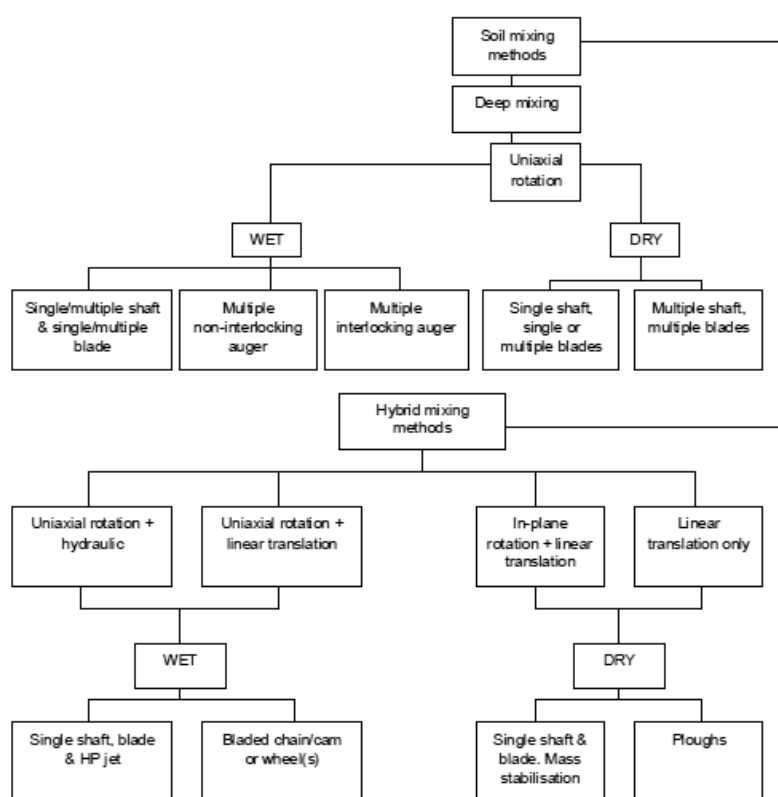 Soil mixing
methods
Deep mixing
Uniaxial
rotation
WET
DRY
Single/multiple shaft
& single/multiple
blade
Multiple
non-interlocking
auger
Multiple
interlocking auger
Single shaft,
single or
multiple blades
Multiple shaft,
multiple blades
Hybrid mixing
methods
Uniaxial rotation +
hydraulic
Uniaxial rotation +
linear translation
In-plane
rotation + linear
translation
Linear
translation only
WET
DRY
Single shaft, blade
& HP jet
Bladed chain/cam
or wheel(s)
Single shaft &
blade. Mass
stabilisation
Ploughs